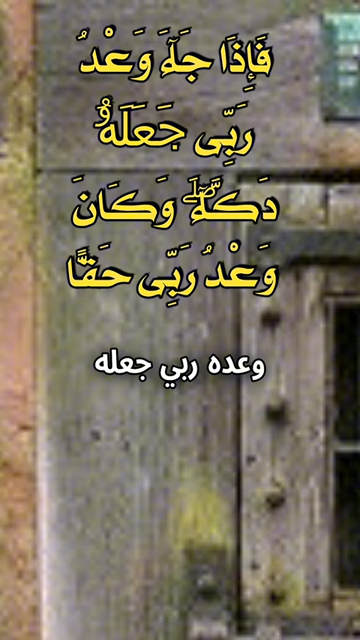 فَإِذَا جَآءَ وَعْدُ
رَبِّى جَعَلَهُۥ
دَكَّآءَۖ وَكَانَ
وَعْدُ رَبِّى حَقًّا
وعده ربي جعله